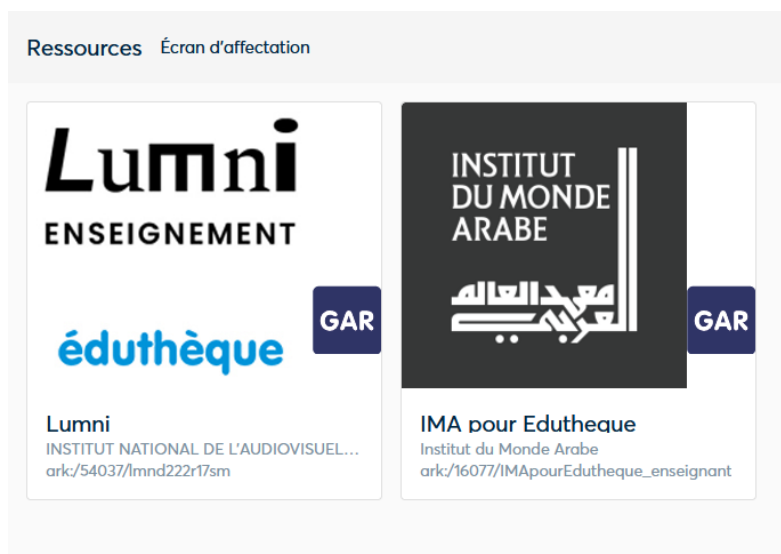 Ressources Écran d'affectation
Lumni
ENSEIGNEMENT
éduthèque
GAR
Lumni
INSTITUT NATIONAL DE L'AUDIOVISUEL...
ark:/54037/lmnd222r17sm
INSTITUT
DU MONDE
ARABE
معهد العالم
العربي
GAR
IMA pour Edutheque
Institut du Monde Arabe
ark:/16077/IMApourEdutheque_enseignant